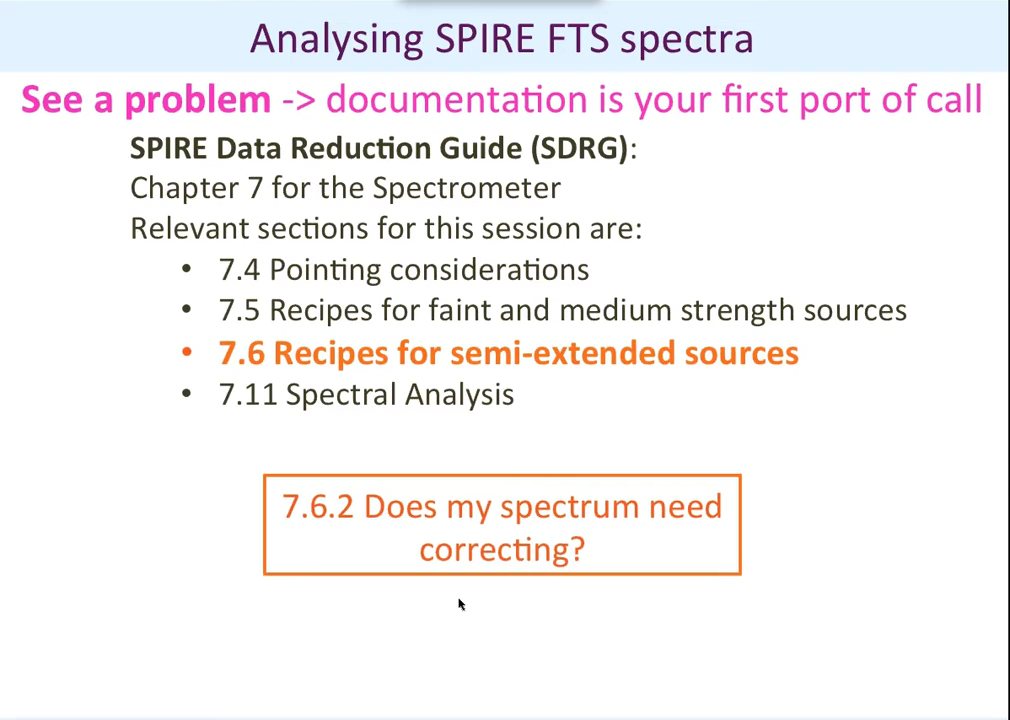 Analysing SPIRE FTS spectra
See a problem -> documentation is your first port of call
SPIRE Data Reduction Guide (SDRG):
Chapter 7 for the Spectrometer
Relevant sections for this session are:
• 7.4 Pointing considerations
• 7.5 Recipes for faint and medium strength sources
• 7.6 Recipes for semi-extended sources
• 7.11 Spectral Analysis
7.6.2 Does my spectrum need
correcting?